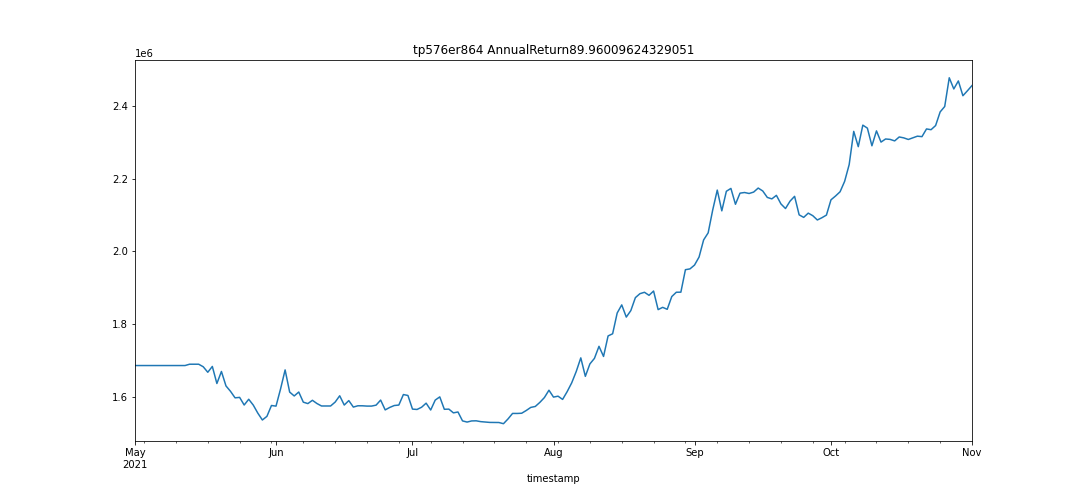 tp576er864 AnnualReturn89.96009624329051
1e6
2.4
2.2
2.0
1.8
1.6
May
2021
Jun
Jul
Aug
Sep
Oct
Nov
timestamp